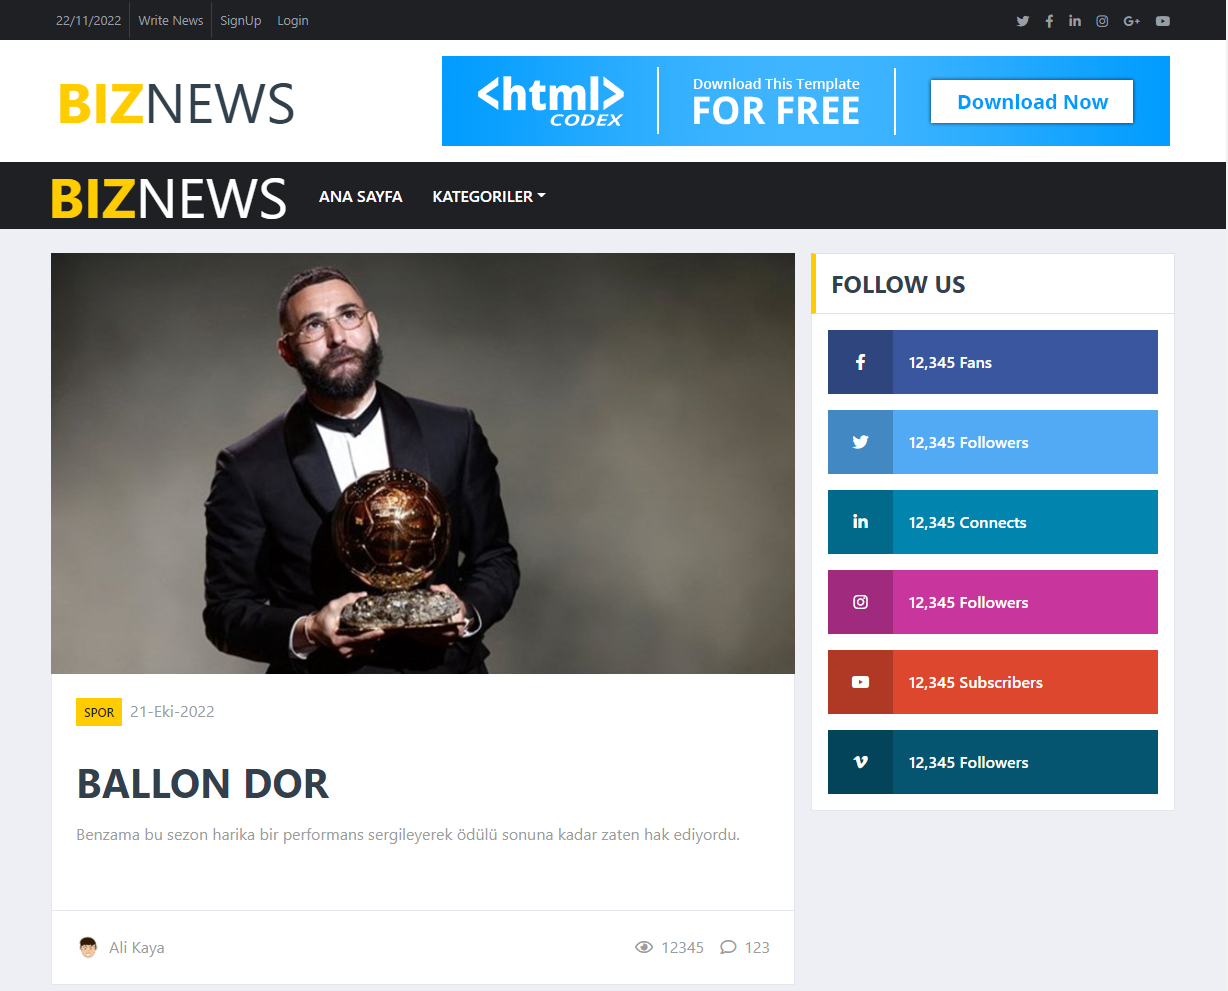 22/11/2022 Write News SignUp Login
BIZNEWS
<html>
CODEX
Download This Template
FOR FREE
Download Now
BIZNEWS ANA SAYFA KATEGORILER
FOLLOW US
12,345 Fans
12,345 Followers
12,345 Connects
12,345 Followers
12,345 Subscribers
12,345 Followers
SPOR 21-Eki-2022
BALLON DOR
Benzama bu sezon harika bir performans sergileyerek ödülü sonuna kadar zaten hak ediyordu.
Ali Kaya 12345 123